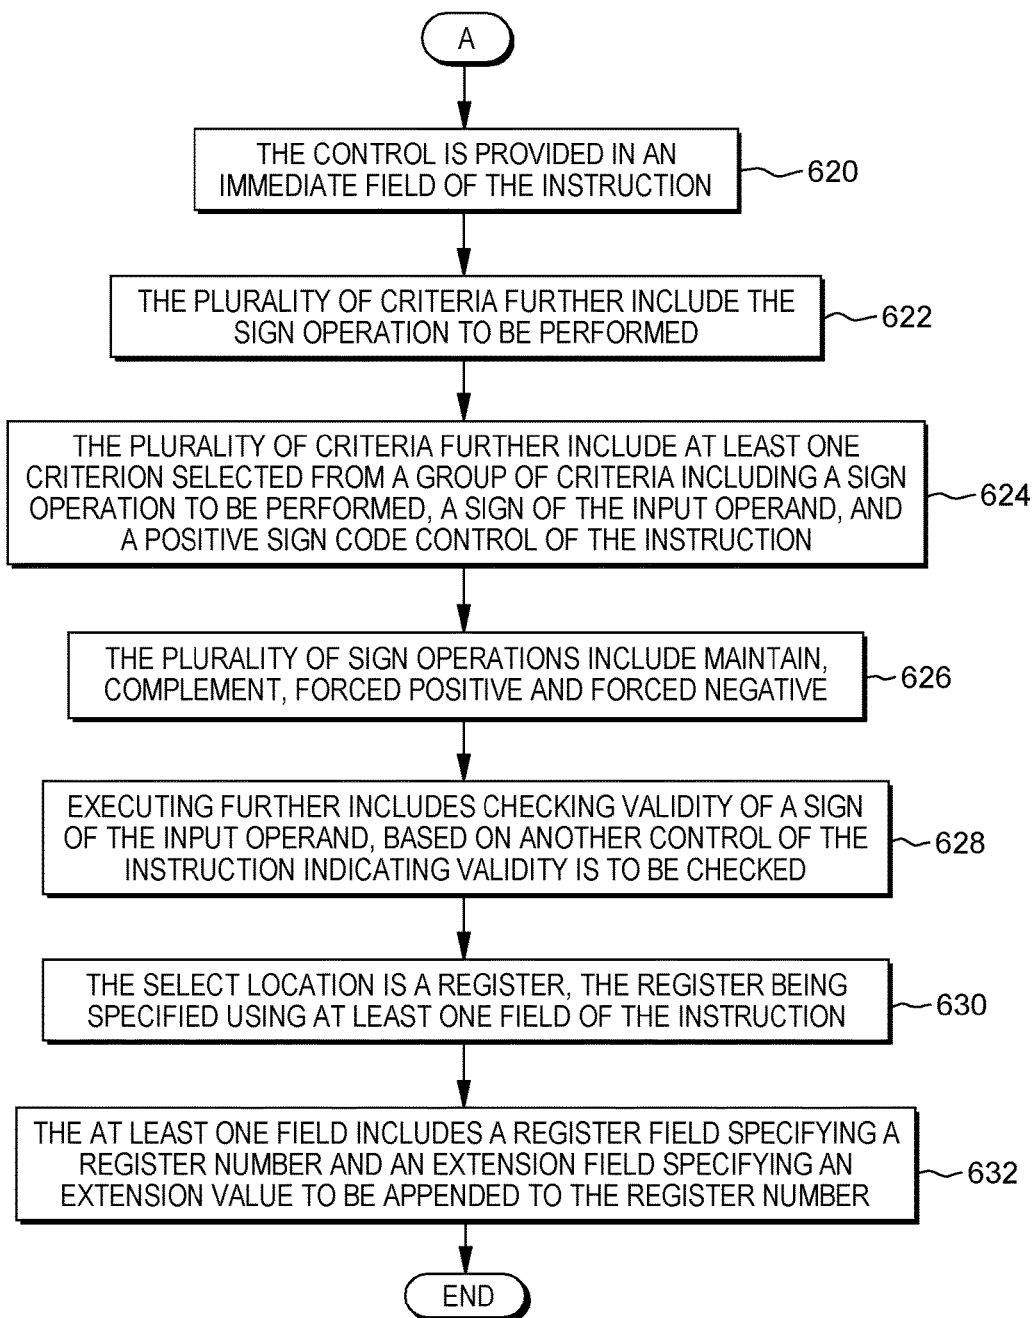 A
THE CONTROL IS PROVIDED IN AN
IMMEDIATE FIELD OF THE INSTRUCTION
620
THE PLURALITY OF CRITERIA FURTHER INCLUDE THE
SIGN OPERATION TO BE PERFORMED
622
THE PLURALITY OF CRITERIA FURTHER INCLUDE AT LEAST ONE
CRITERION SELECTED FROM A GROUP OF CRITERIA INCLUDING A SIGN
OPERATION TO BE PERFORMED, A SIGN OF THE INPUT OPERAND, AND
A POSITIVE SIGN CODE CONTROL OF THE INSTRUCTION
624
THE PLURALITY OF SIGN OPERATIONS INCLUDE MAINTAIN,
COMPLEMENT, FORCED POSITIVE AND FORCED NEGATIVE
626
EXECUTING FURTHER INCLUDES CHECKING VALIDITY OF A SIGN
OF THE INPUT OPERAND, BASED ON ANOTHER CONTROL OF THE
INSTRUCTION INDICATING VALIDITY IS TO BE CHECKED
628
THE SELECT LOCATION IS A REGISTER, THE REGISTER BEING
SPECIFIED USING AT LEAST ONE FIELD OF THE INSTRUCTION
630
THE AT LEAST ONE FIELD INCLUDES A REGISTER FIELD SPECIFYING A
REGISTER NUMBER AND AN EXTENSION FIELD SPECIFYING AN
EXTENSION VALUE TO BE APPENDED TO THE REGISTER NUMBER
632
END